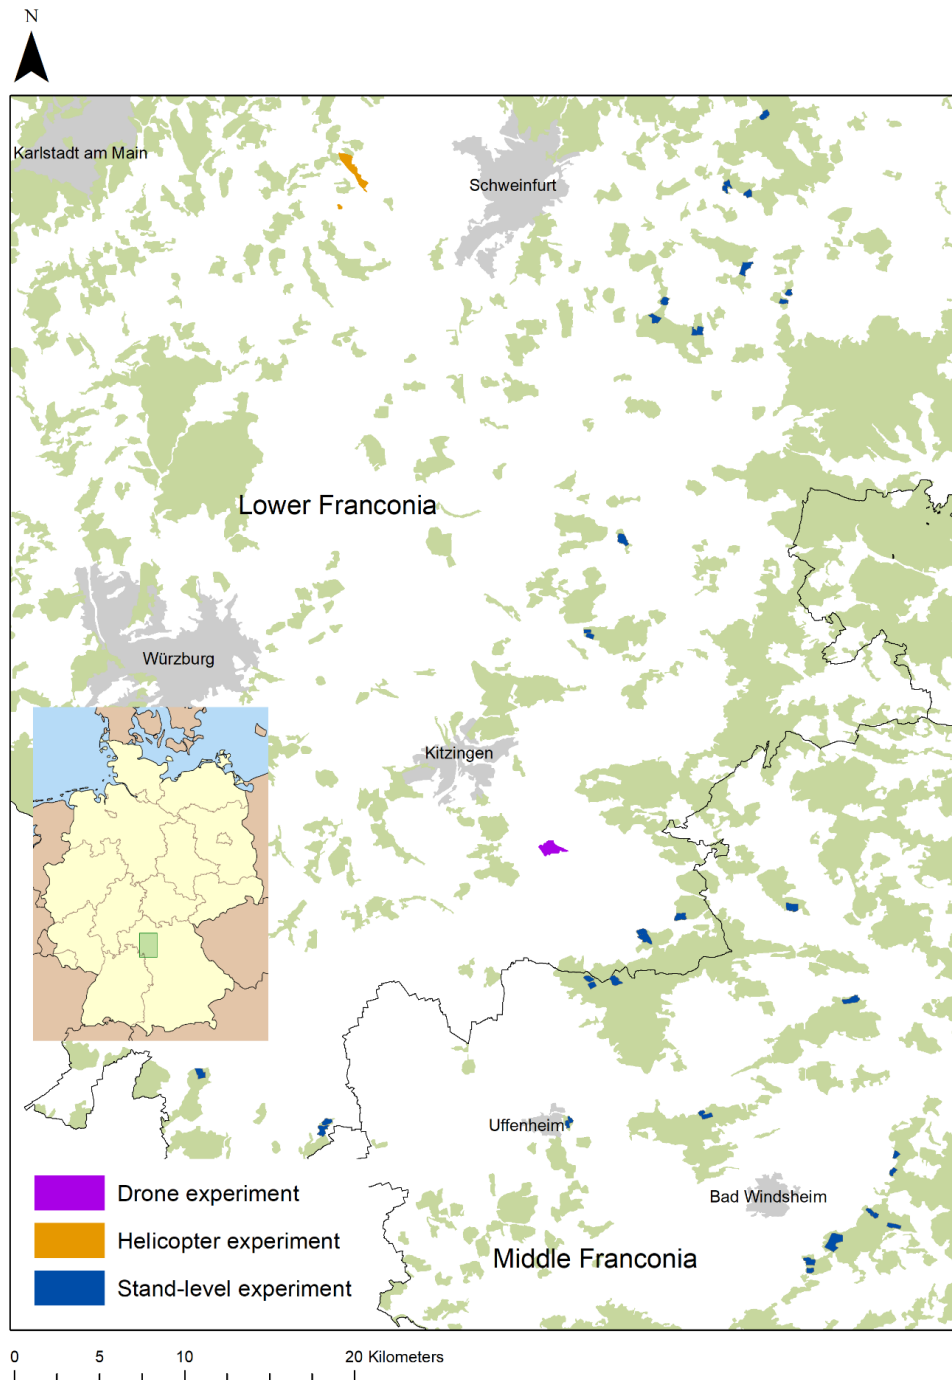 N
Karlstadt am Main
Schweinfurt
Lower Franconia
Würzburg
Kitzingen
Uffenheim
Bad Windsheim
Middle Franconia
Drone experiment
Helicopter experiment
Stand-level experiment
0 5 10 20 Kilometers